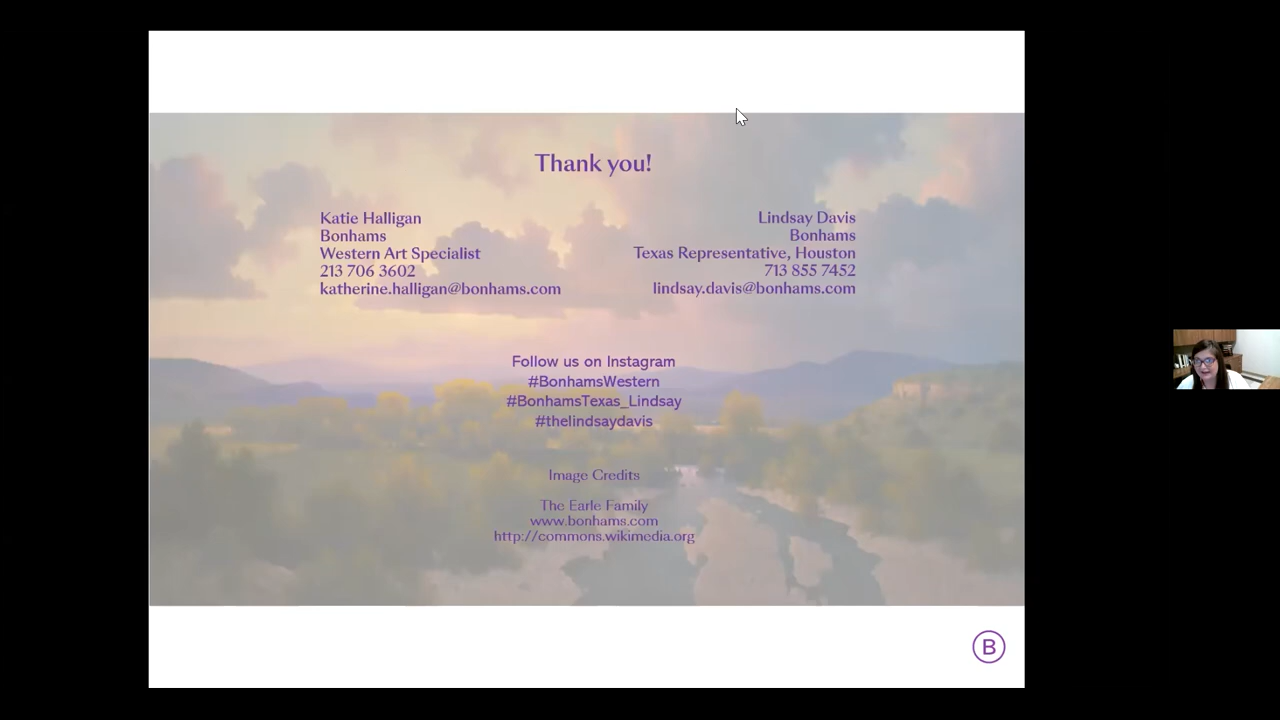 Thank you!
Katie Halligan
Bonhams
Western Art Specialist
213 706 3602
katherine.halligan@bonhams.com
Lindsay Davis
Bonhams
Texas Representative, Houston
713 855 7452
lindsay.davis@bonhams.com
Follow us on Instagram
#BonhamsWestern
#BonhamsTexas_Lindsay
#thelindsaydavis
Image Credits
The Earle Family
www.bonhams.com
http://commons.wikimedia.org
B